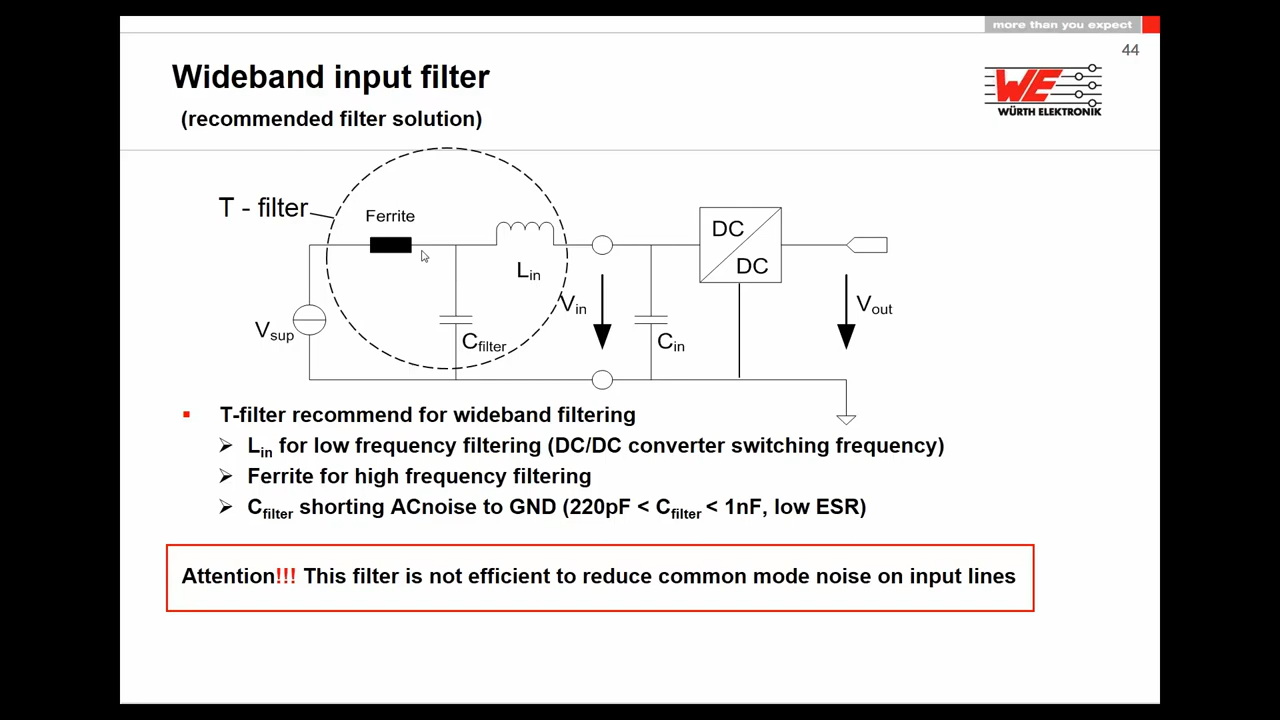 more than you expect
44
Wideband input filter
WE
(recommended filter solution)
WÜRTH ELEKTRONIK
T - filter
Ferrite
DC
DC
Lin
Vin
Vout
Vsup
Cfilter
Cin
T-filter recommend for wideband filtering
Lin for low frequency filtering (DC/DC converter switching frequency)
Ferrite for high frequency filtering
Cfilter shorting ACnoise to GND (220pF < Cfilter < 1nF, low ESR)
Attention!!! This filter is not efficient to reduce common mode noise on input lines